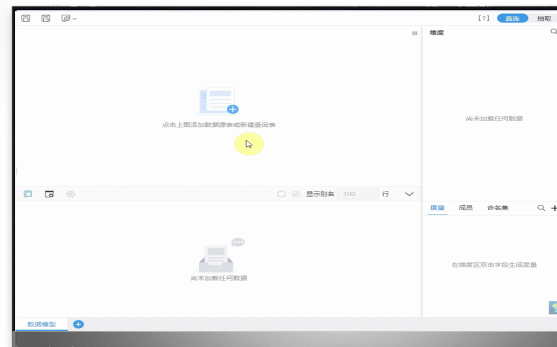 [↑] 直连 抽取
维度
点击上图添加数据源表或新建查询表
尚未加载任何数据
显示别名 100 行
度量 成员 命名集
尚未加载任何数据
在维度区双击字段生成度量
数据模型